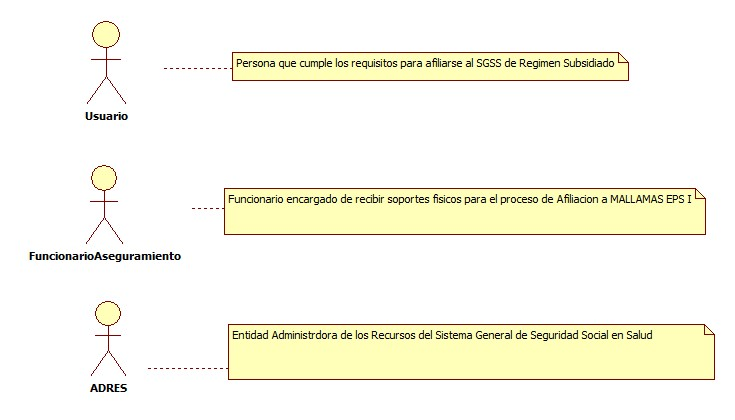 Persona que cumple los requisitos para afiliarse al SGSS de Regimen Subsidiado
Usuario
Funcionario encargado de recibir soportes fisicos para el proceso de Afiliacion a MALLAMAS EPS I
FuncionarioAseguramiento
Entidad Administrdora de los Recursos del Sistema General de Seguridad Social en Salud
ADRES